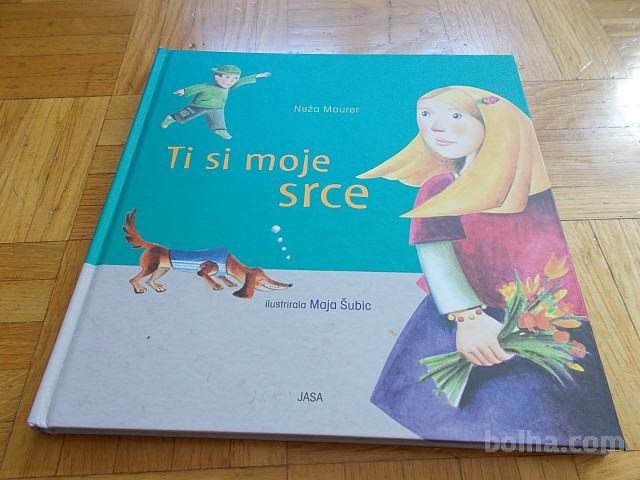 Neža Maurer
Ti si moje
srce
ilustrirala Maja Šubic
JASA
bolha.com